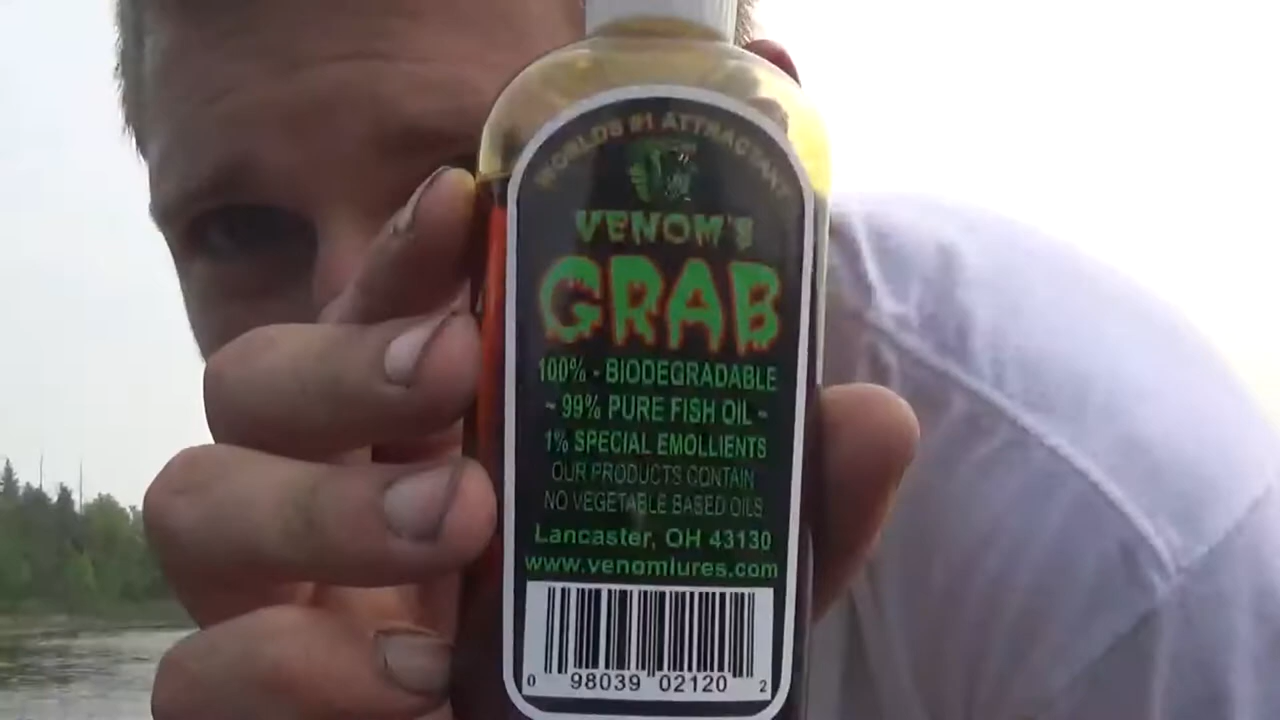 WORLDS #1 ATTRACTANT
VENOM'S
GRAB
100% - BIODEGRADABLE
~ 99% PURE FISH OIL ~
1% SPECIAL EMOLLIENTS
OUR PRODUCTS CONTAIN
NO VEGETABLE BASED OILS
Lancaster, OH 43130
www.venomlures.com
0 98039 02120 2